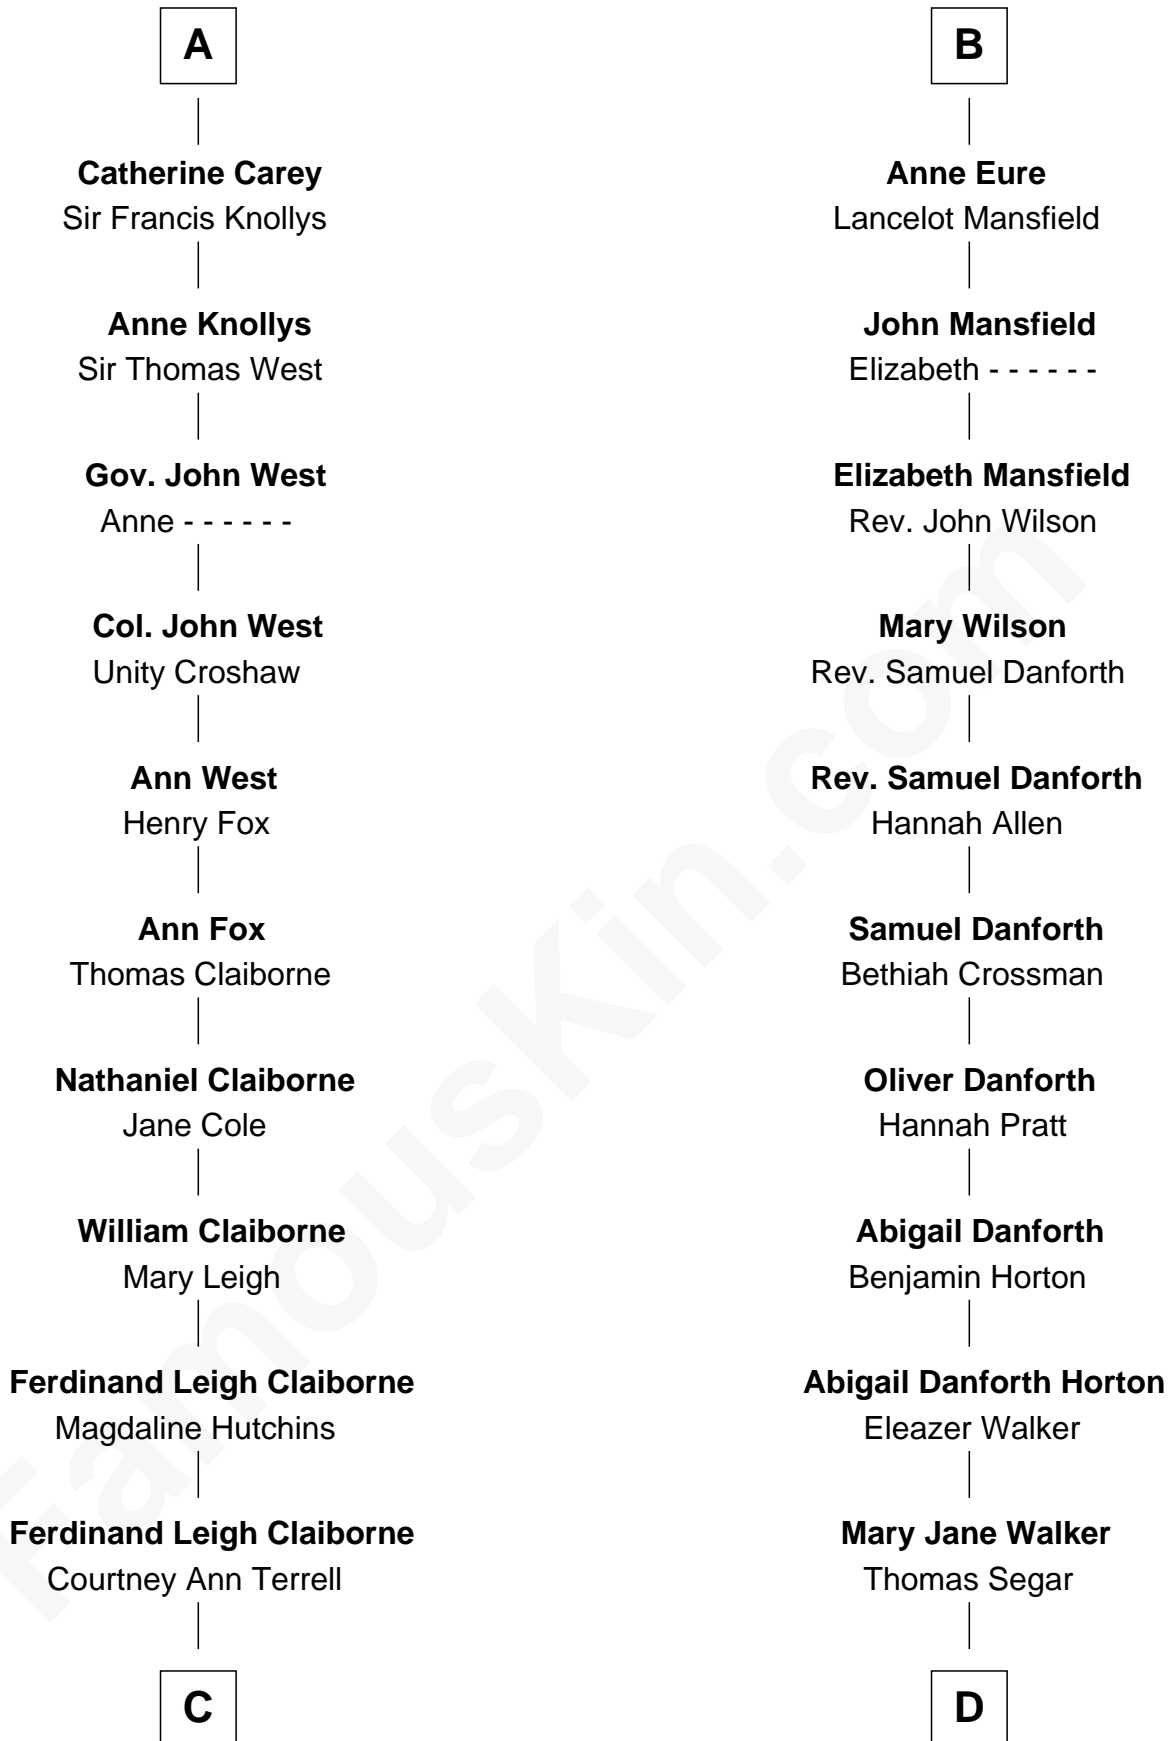 A
Catherine Carey
Sir Francis Knollys
Anne Knollys
Sir Thomas West
Gov. John West
Anne - - - - - -
Col. John West
Unity Croshaw
Ann West
Henry Fox
Ann Fox
Thomas Claiborne
Nathaniel Claiborne
Jane Cole
William Claiborne
Mary Leigh
Ferdinand Leigh Claiborne
Magdaline Hutchins
Ferdinand Leigh Claiborne
Courtney Ann Terrell
C
B
Anne Eure
Lancelot Mansfield
John Mansfield
Elizabeth - - - - - -
Elizabeth Mansfield
Rev. John Wilson
Mary Wilson
Rev. Samuel Danforth
Rev. Samuel Danforth
Hannah Allen
Samuel Danforth
Bethiah Crossman
Oliver Danforth
Hannah Pratt
Abigail Danforth
Benjamin Horton
Abigail Danforth Horton
Eleazer Walker
Mary Jane Walker
Thomas Segar
D
FamousKin.com